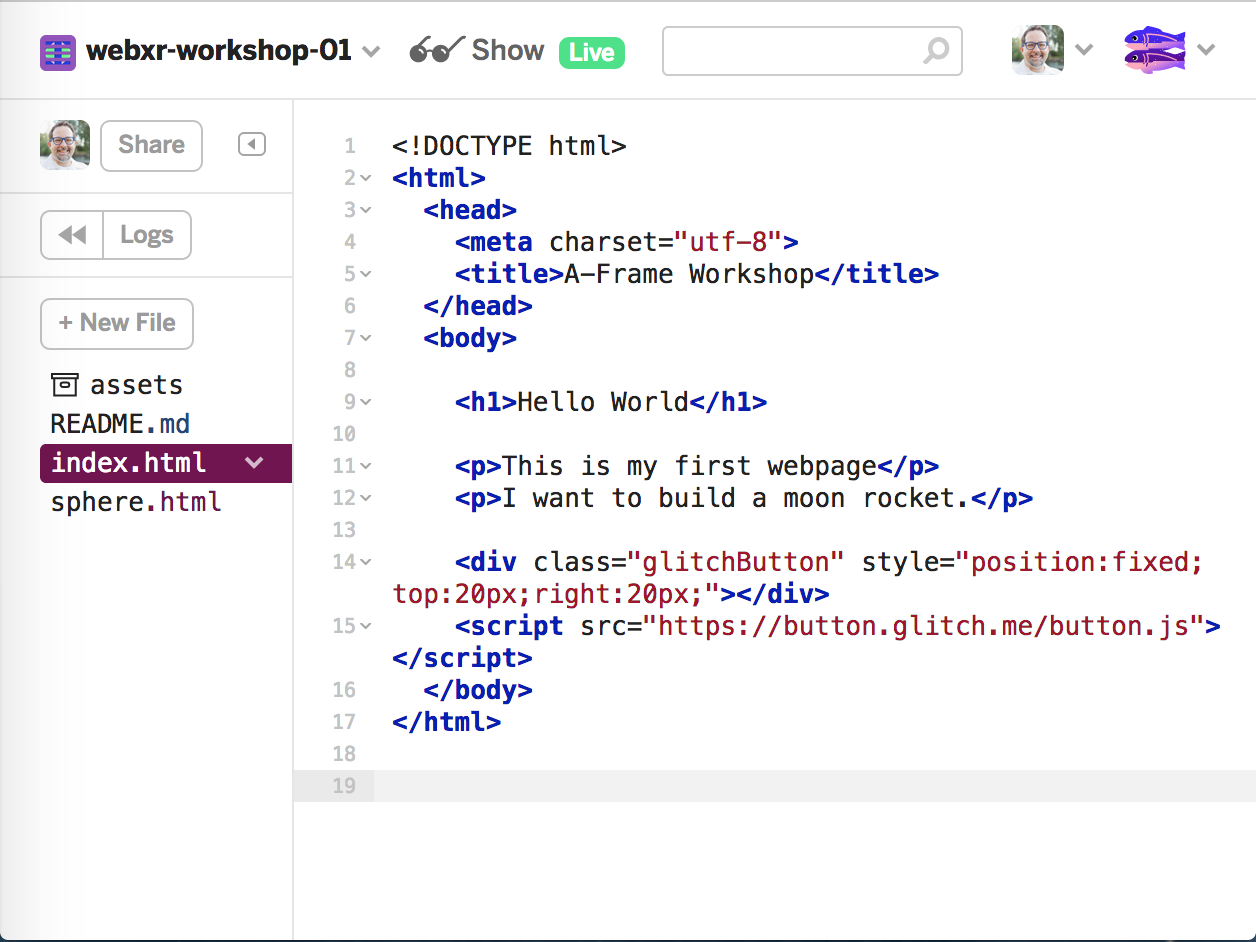 webxr-workshop-01 Show Live
Share
Logs
+ New File
assets
README.md
index.html
sphere.html
1 <!DOCTYPE html>
2 <html>
3 <head>
4 <meta charset="utf-8">
5 <title>A-Frame Workshop</title>
6 </head>
7 <body>
8
9 <h1>Hello World</h1>
10
11 <p>This is my first webpage</p>
12 <p>I want to build a moon rocket.</p>
13
14 <div class="glitchButton" style="position:fixed;
top:20px;right:20px;"></div>
15 <script src="https://button.glitch.me/button.js">
</script>
16 </body>
17 </html>
18
19